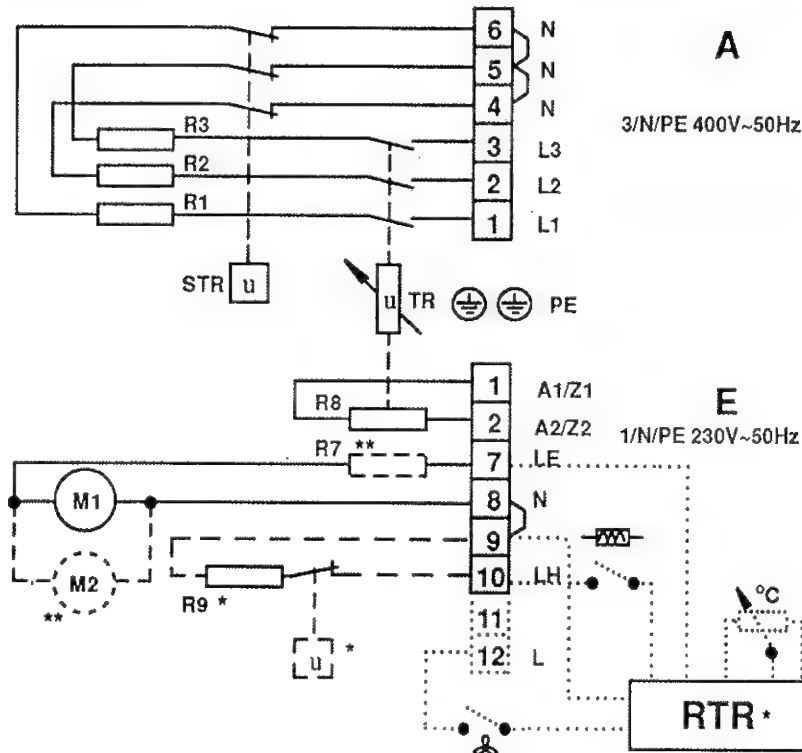 6 N
A
5 N
4 N
3/N/PE 400V~50Hz
R3
3 L3
R2
2 L2
R1
1 L1
STR u
u TR PE
1 A1/Z1
E
R8
2 A2/Z2
1/N/PE 230V~50Hz
R7 **
7 LE
M1
8 N
9
M2
**
R9 *
10 LH
°C
11
u *
12 L
RTR *